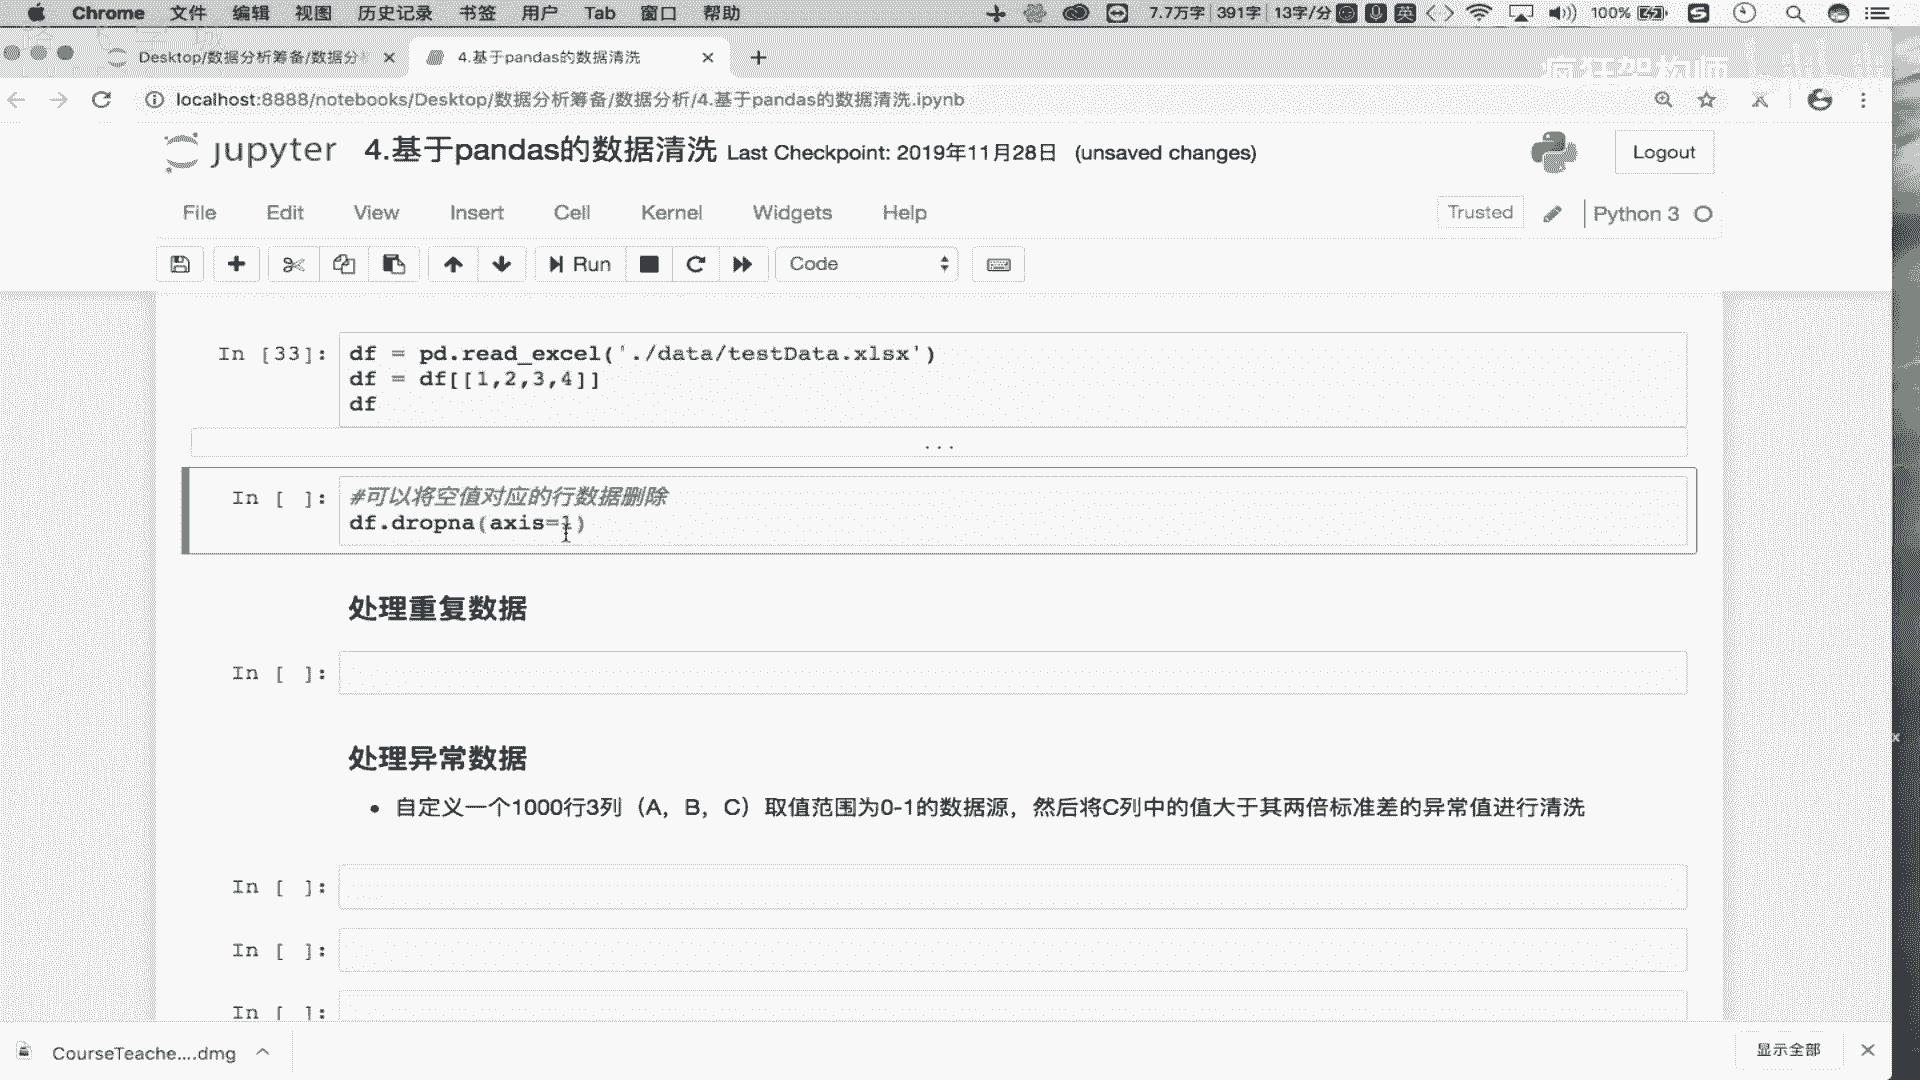 Chrome 文件 编辑 视图 历史记录 书签 用户 Tab 窗口 帮助 7.7万字 391字 13字/分 英 100%
Desktop/数据分析筹备/数据分 4.基于pandas的数据清洗
疯狂架构师
localhost:8888/notebooks/Desktop/数据分析筹备/数据分析/4.基于pandas的数据清洗.ipynb
jupyter 4.基于pandas的数据清洗 Last Checkpoint: 2019年11月28日 (unsaved changes) Logout
File Edit View Insert Cell Kernel Widgets Help Trusted Python 3
Run Code
In [33]: df = pd.read_excel('./data/testData.xlsx')
df = df[[1,2,3,4]]
df
...
In [ ]: #可以将空值对应的行数据删除
df.dropna(axis=1)
处理重复数据
In [ ]:
处理异常数据
• 自定义一个1000行3列（A，B，C）取值范围为0-1的数据源，然后将C列中的值大于其两倍标准差的异常值进行清洗
In [ ]:
In [ ]:
In [ ]:
CourseTeache....dmg 显示全部